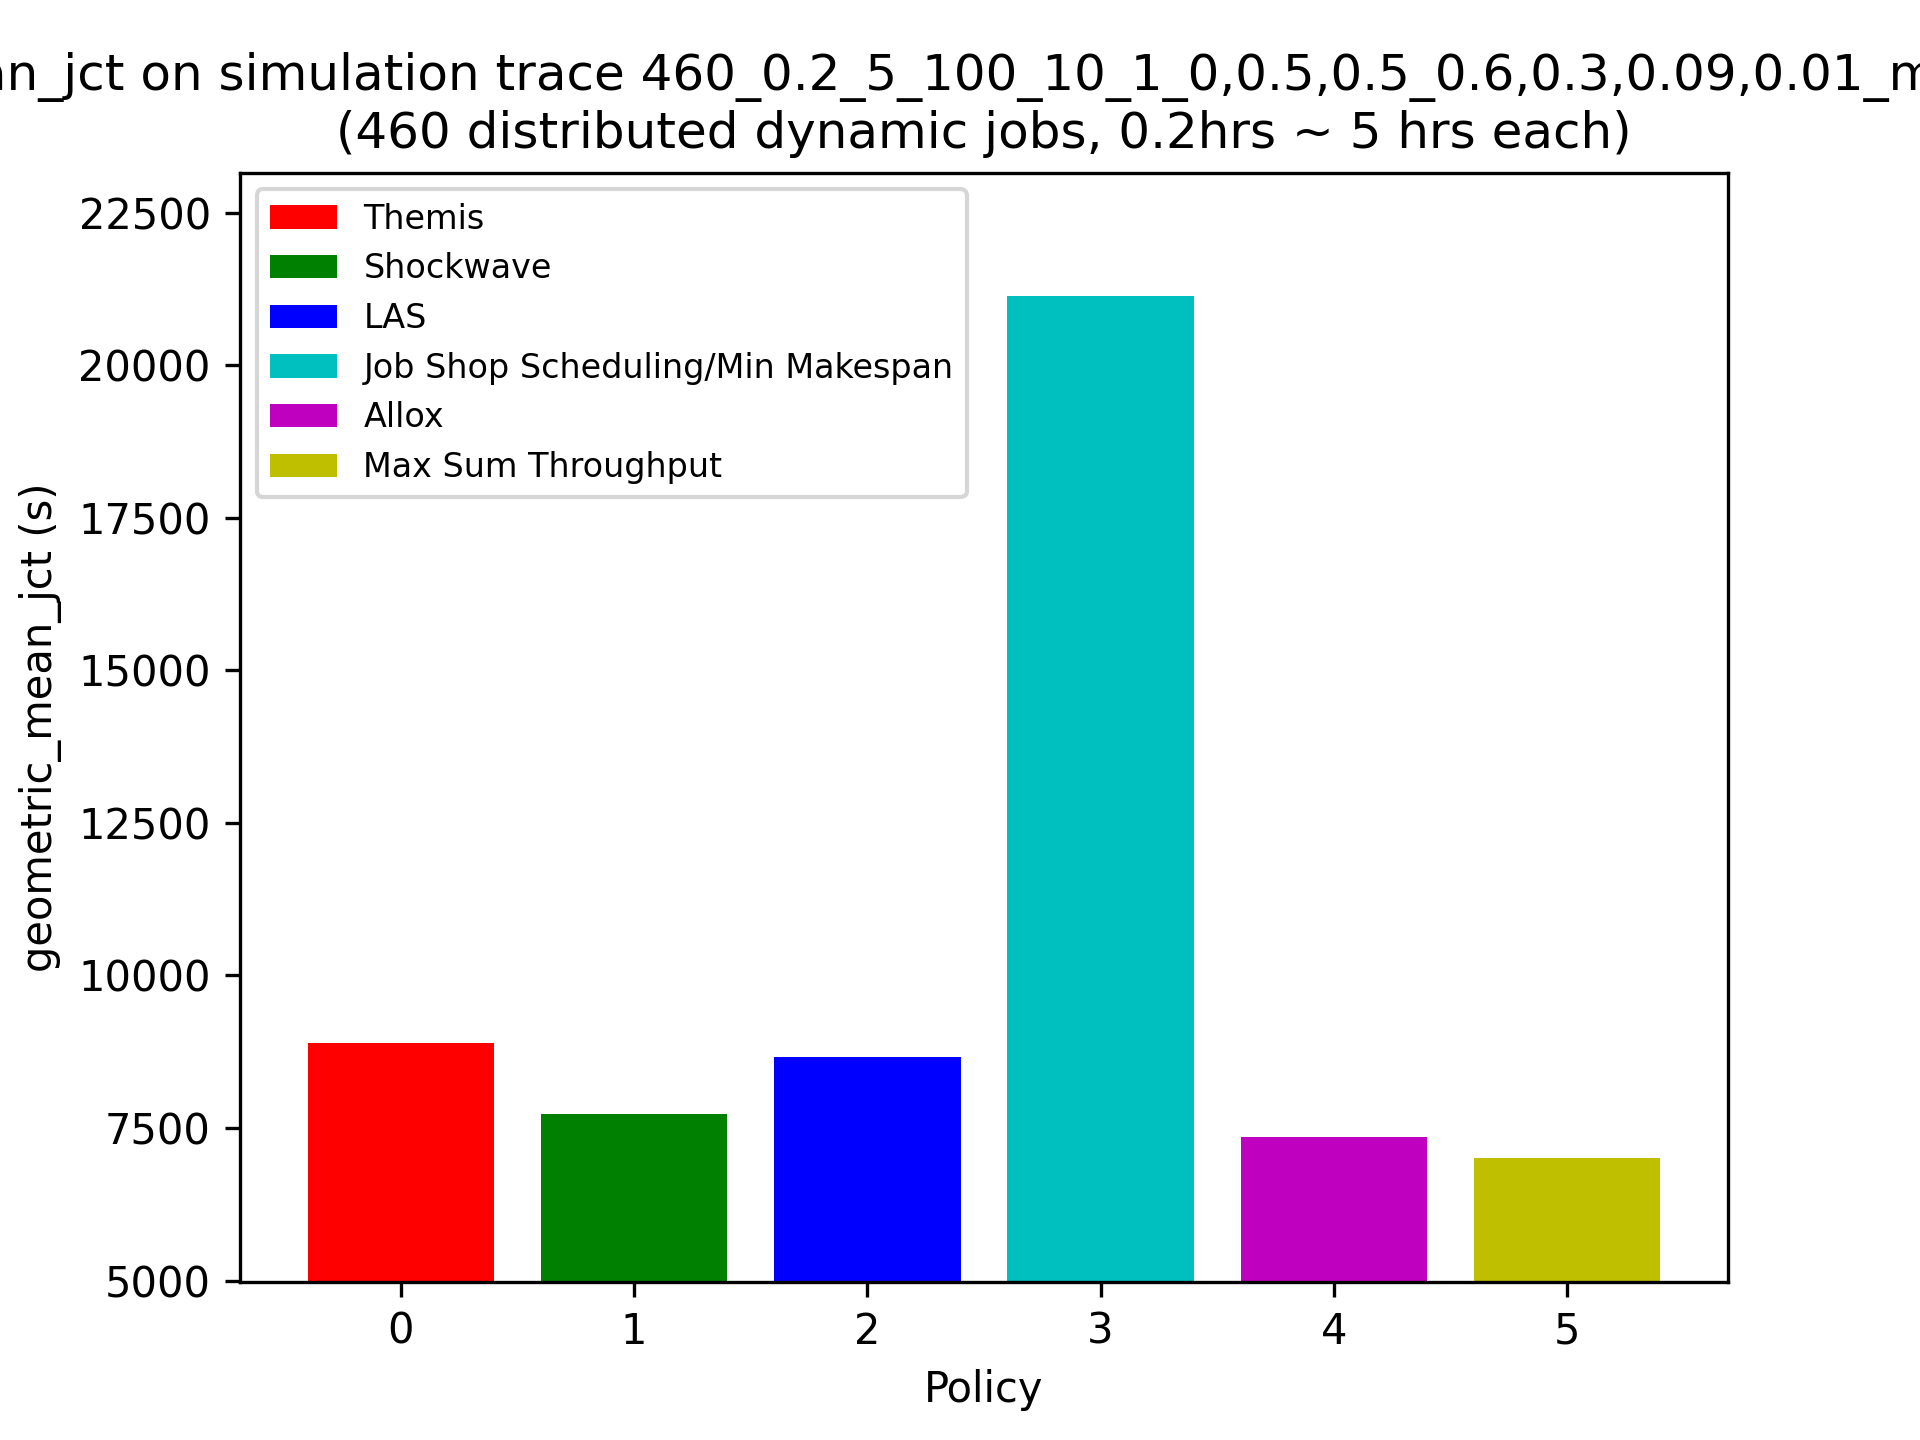 an_jct on simulation trace 460_0.2_5_100_10_1_0,0.5,0.5_0.6,0.3,0.09,0.01_m
(460 distributed dynamic jobs, 0.2hrs ~ 5 hrs each)
Themis
Shockwave
LAS
Job Shop Scheduling/Min Makespan
Allox
Max Sum Throughput
22500
20000
17500
15000
12500
10000
7500
5000
geometric_mean_jct (s)
0 1 2 3 4 5
Policy